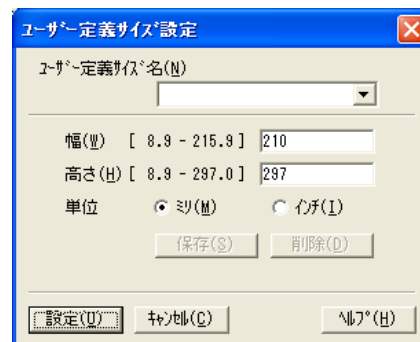 ﾕｰｻﾞｰ定義ｻｲｽﾞ設定
ﾕｰｻﾞｰ定義ｻｲｽﾞ名(N)
幅(W) [ 8.9 - 215.9 ] 210
高さ(H) [ 8.9 - 297.0 ] 297
単位 ﾐﾘ(M) ｲﾝﾁ(I)
保存(S) 削除(D)
設定(U) ｷｬﾝｾﾙ(C) ﾍﾙﾌﾟ(H)